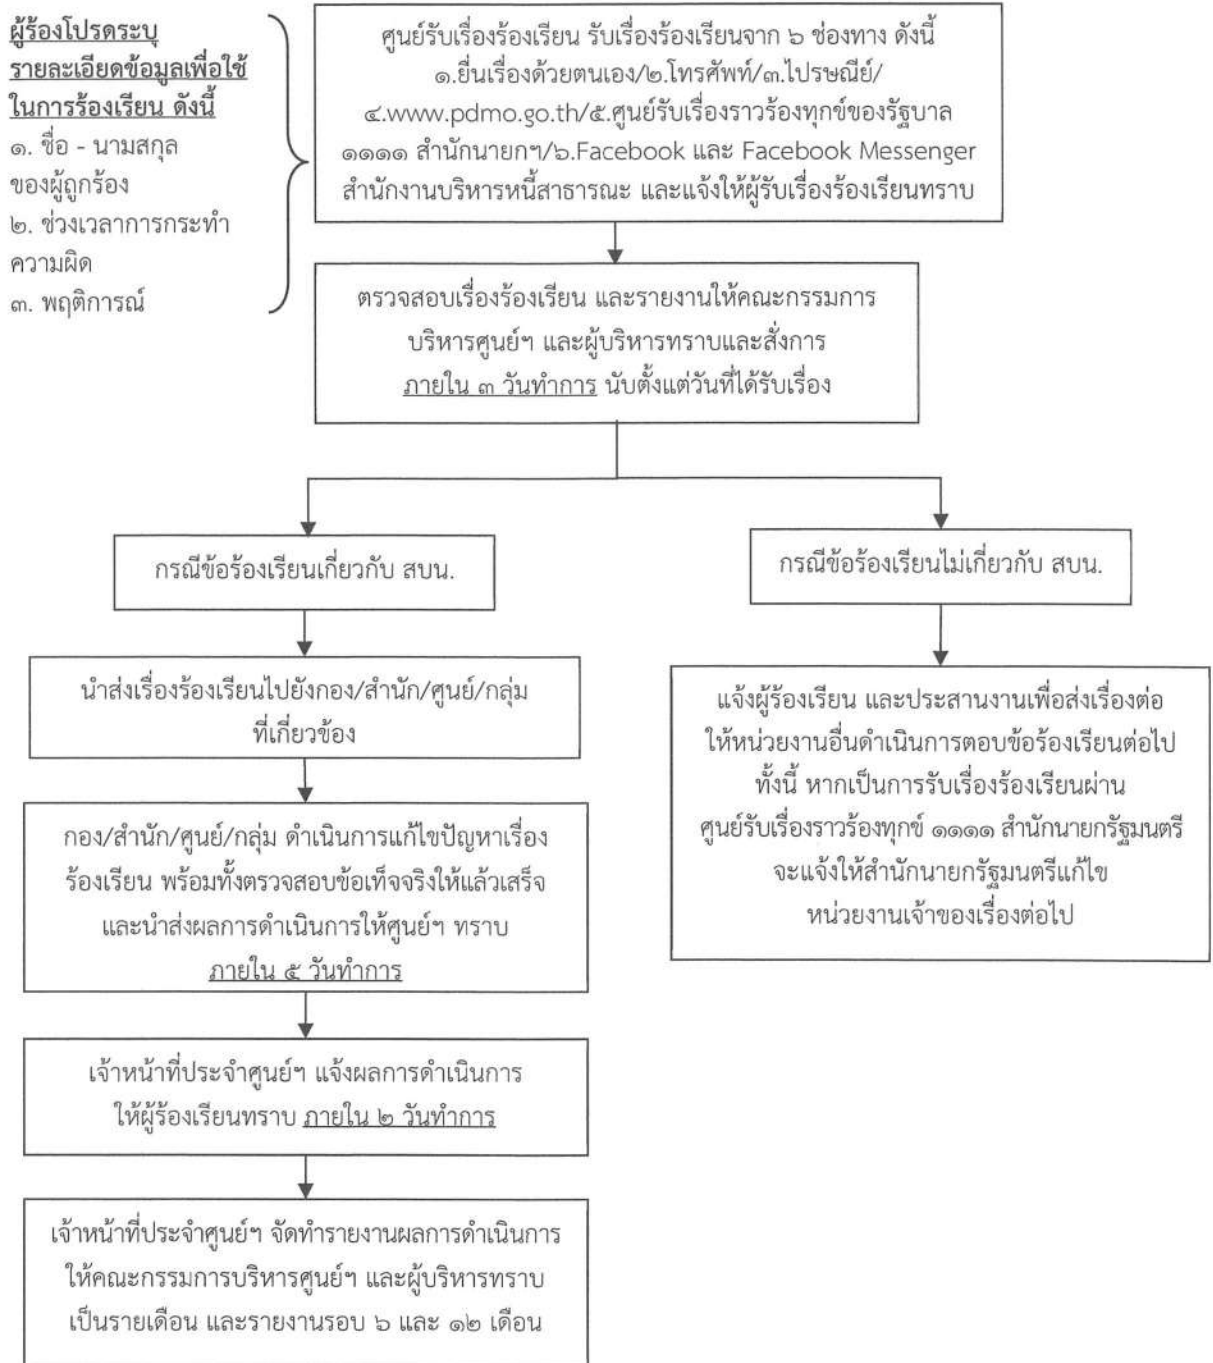 ผู้ร้องโปรดระบุ
รายละเอียดข้อมูลเพื่อใช้
ในการร้องเรียน ดังนี้
๑. ชื่อ - นามสกุล
ของผู้ถูกร้อง
๒. ช่วงเวลาการกระทำ
ความผิด
๓. พฤติการณ์
ศูนย์รับเรื่องร้องเรียน รับเรื่องร้องเรียนจาก ๖ ช่องทาง ดังนี้
๑.ยื่นเรื่องด้วยตนเอง/๒.โทรศัพท์/๓.ไปรษณีย์/
๔.www.pdmo.go.th/๕.ศูนย์รับเรื่องราวร้องทุกข์ของรัฐบาล
๑๑๑๑ สำนักนายกฯ/๖.Facebook และ Facebook Messenger
สำนักงานบริหารหนี้สาธารณะ และแจ้งให้ผู้รับเรื่องร้องเรียนทราบ
ตรวจสอบเรื่องร้องเรียน และรายงานให้คณะกรรมการ
บริหารศูนย์ฯ และผู้บริหารทราบและสั่งการ
ภายใน ๓ วันทำการ นับตั้งแต่วันที่ได้รับเรื่อง
กรณีข้อร้องเรียนเกี่ยวกับ สบน.
นำส่งเรื่องร้องเรียนไปยังกอง/สำนัก/ศูนย์/กลุ่ม
ที่เกี่ยวข้อง
กอง/สำนัก/ศูนย์/กลุ่ม ดำเนินการแก้ไขปัญหาเรื่อง
ร้องเรียน พร้อมทั้งตรวจสอบข้อเท็จจริงให้แล้วเสร็จ
และนำส่งผลการดำเนินการให้ศูนย์ฯ ทราบ
ภายใน ๕ วันทำการ
เจ้าหน้าที่ประจำศูนย์ฯ แจ้งผลการดำเนินการ
ให้ผู้ร้องเรียนทราบ ภายใน ๒ วันทำการ
เจ้าหน้าที่ประจำศูนย์ฯ จัดทำรายงานผลการดำเนินการ
ให้คณะกรรมการบริหารศูนย์ฯ และผู้บริหารทราบ
เป็นรายเดือน และรายงานรอบ ๖ และ ๑๒ เดือน
กรณีข้อร้องเรียนไม่เกี่ยวกับ สบน.
แจ้งผู้ร้องเรียน และประสานงานเพื่อส่งเรื่องต่อ
ให้หน่วยงานอื่นดำเนินการตอบข้อร้องเรียนต่อไป
ทั้งนี้ หากเป็นการรับเรื่องร้องเรียนผ่าน
ศูนย์รับเรื่องราวร้องทุกข์ ๑๑๑๑ สำนักนายกรัฐมนตรี
จะแจ้งให้สำนักนายกรัฐมนตรีแก้ไข
หน่วยงานเจ้าของเรื่องต่อไป